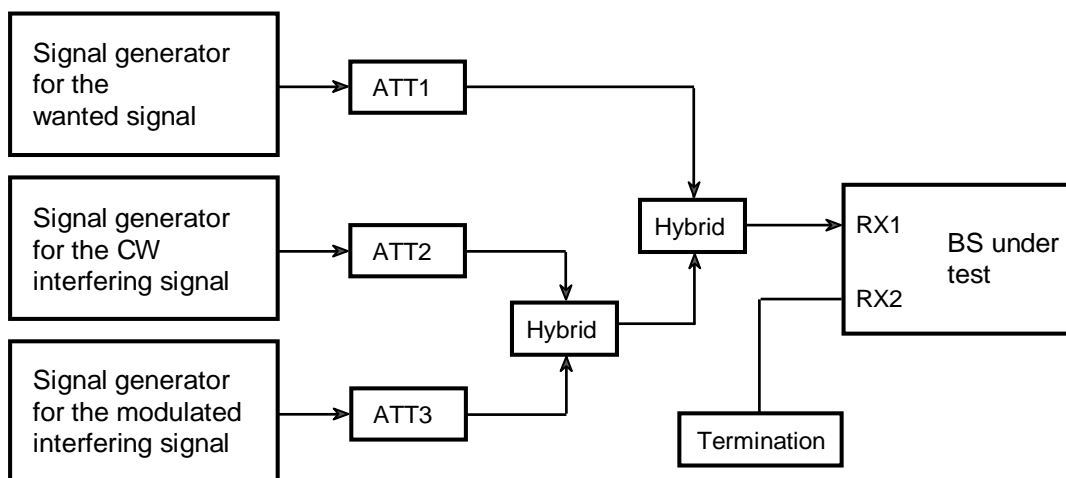 Signal generator
for the
wanted signal
ATT1
Signal generator
for the CW
interfering signal
ATT2
Signal generator
for the modulated
interfering signal
ATT3
Hybrid
Hybrid
RX1
RX2
BS under
test
Termination